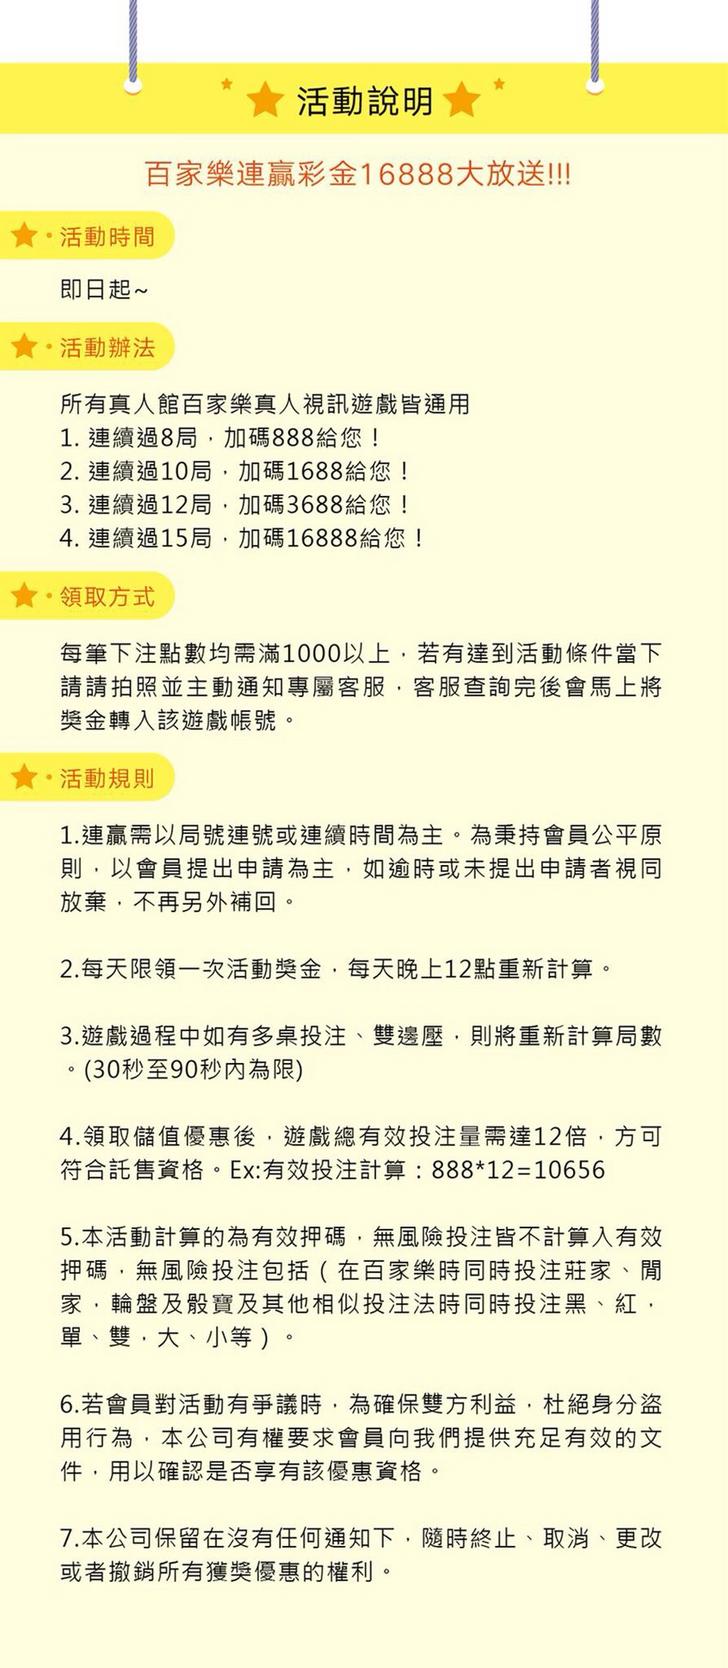 活動說明
百家樂連贏彩金16888大放送!!!
活動時間
即日起~
活動辦法
所有真人館百家樂真人視訊遊戲皆通用
1. 連續過8局，加碼888給您！
2. 連續過10局，加碼1688給您！
3. 連續過12局，加碼3688給您！
4. 連續過15局，加碼16888給您！
領取方式
每筆下注點數均需滿1000以上，若有達到活動條件當下
請請拍照並主動通知專屬客服，客服查詢完後會馬上將
獎金轉入該遊戲帳號。
活動規則
1.連贏需以局號連號或連續時間為主。為秉持會員公平原
則，以會員提出申請為主，如逾時或未提出申請者視同
放棄，不再另外補回。
2.每天限領一次活動獎金，每天晚上12點重新計算。
3.遊戲過程中如有多桌投注、雙邊壓，則將重新計算局數
。(30秒至90秒內為限)
4.領取儲值優惠後，遊戲總有效投注量需達12倍，方可
符合託售資格。Ex:有效投注計算：888*12=10656
5.本活動計算的為有效押碼，無風險投注皆不計算入有效
押碼，無風險投注包括（在百家樂時同時投注莊家、閒
家，輪盤及骰寶及其他相似投注法時同時投注黑、紅，
單、雙，大、小等）。
6.若會員對活動有爭議時，為確保雙方利益，杜絕身分盜
用行為，本公司有權要求會員向我們提供充足有效的文
件，用以確認是否享有該優惠資格。
7.本公司保留在沒有任何通知下，隨時終止、取消、更改
或者撤銷所有獲獎優惠的權利。